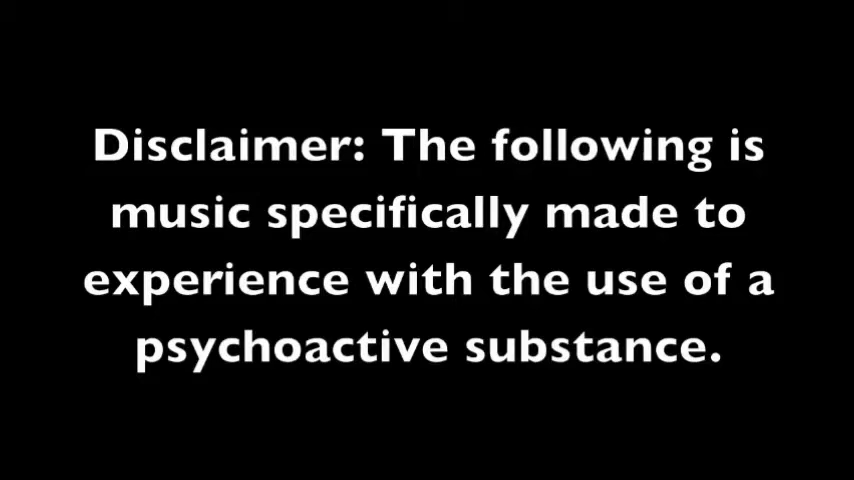 Disclaimer: The following is
music specifically made to
experience with the use of a
psychoactive substance.